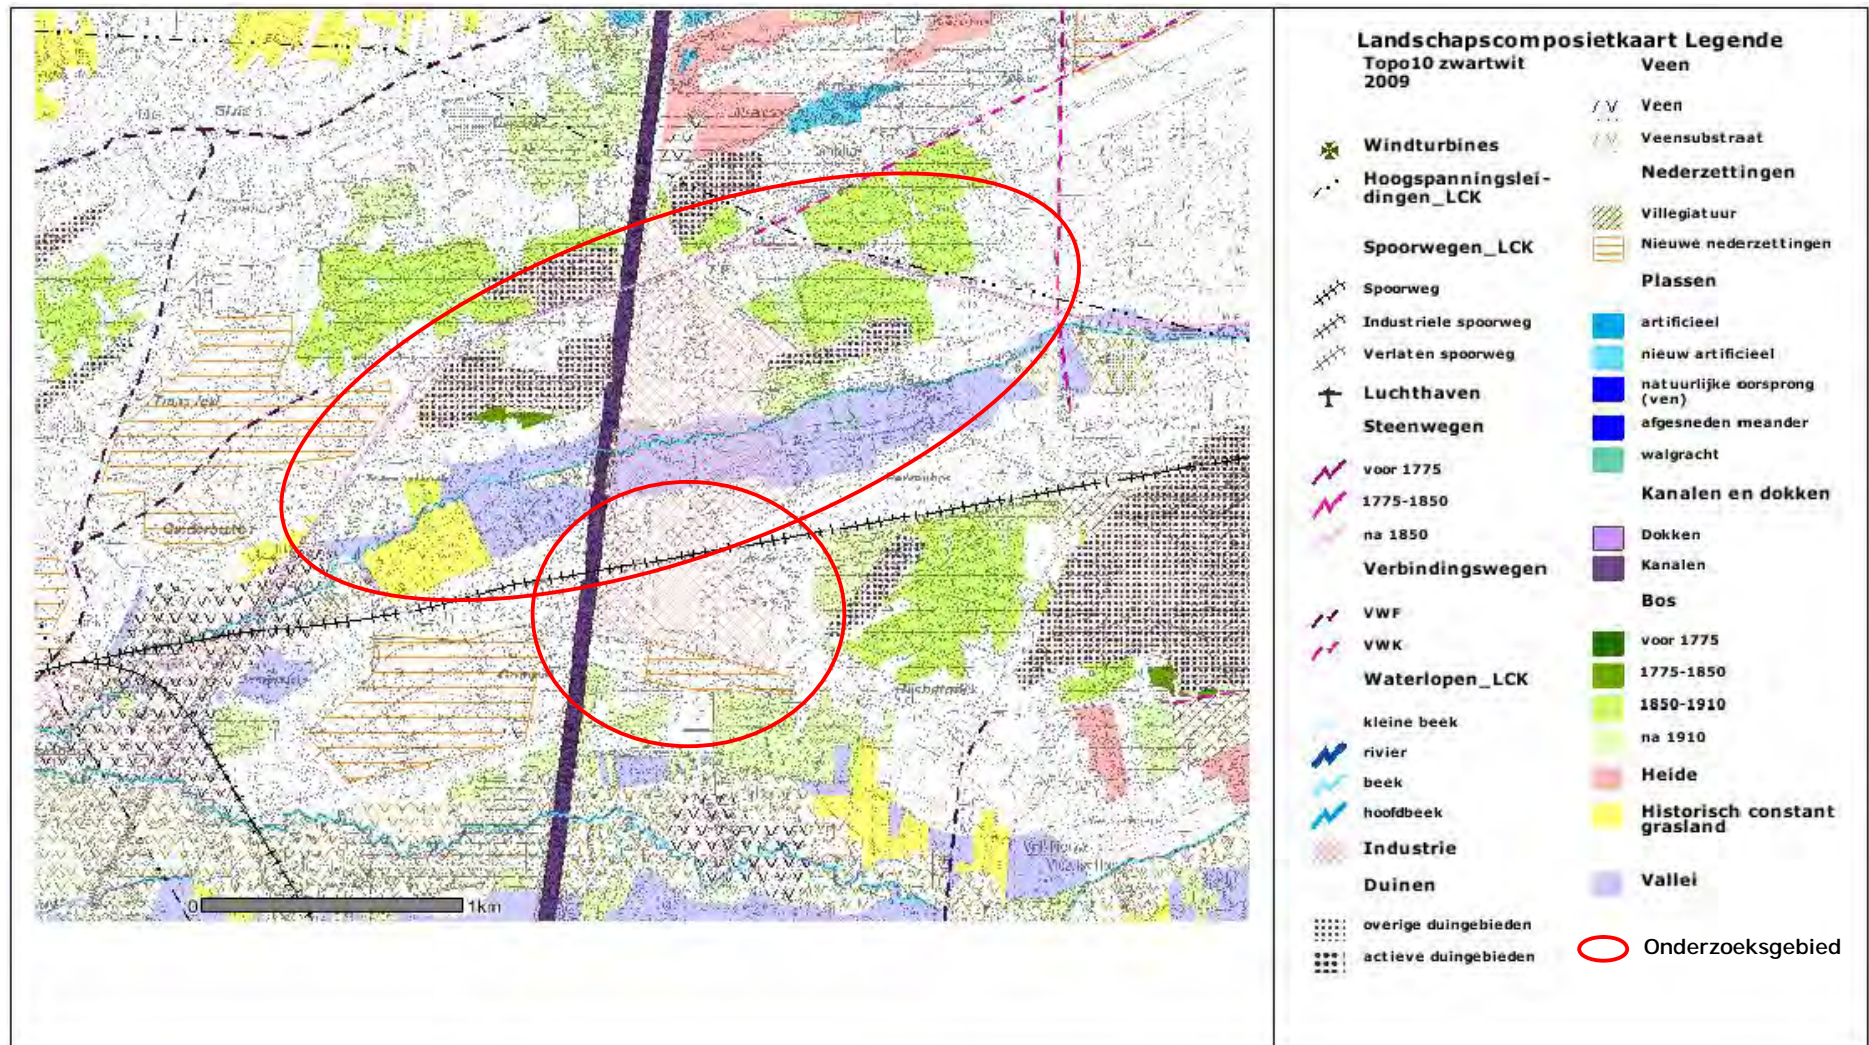 0
1km
Landschapscomposietkaart Legende
Topo10 zwartwit
2009
Windturbines
Hoogspanningslei-
dingen_LCK
Spoorwegen_LCK
Spoorweg
Industriele spoorweg
Verlaten spoorweg
Luchthaven
Steenwegen
voor 1775
1775-1850
na 1850
Verbindingswegen
VWF
VWK
Waterlopen_LCK
kleine beek
rivier
beek
hoofdbeek
Industrie
Duinen
overige duingebieden
actieve duingebieden
Veen
Veen
Veensubstraat
Nederzettingen
Villegiatuur
Nieuwe nederzettingen
Plassen
artificieel
nieuw artificieel
natuurlijke oorsprong
(ven)
afgesneden meander
walgracht
Kanalen en dokken
Dokken
Kanalen
Bos
voor 1775
1775-1850
1850-1910
na 1910
Heide
Historisch constant
grasland
Vallei
Onderzoeksgebied